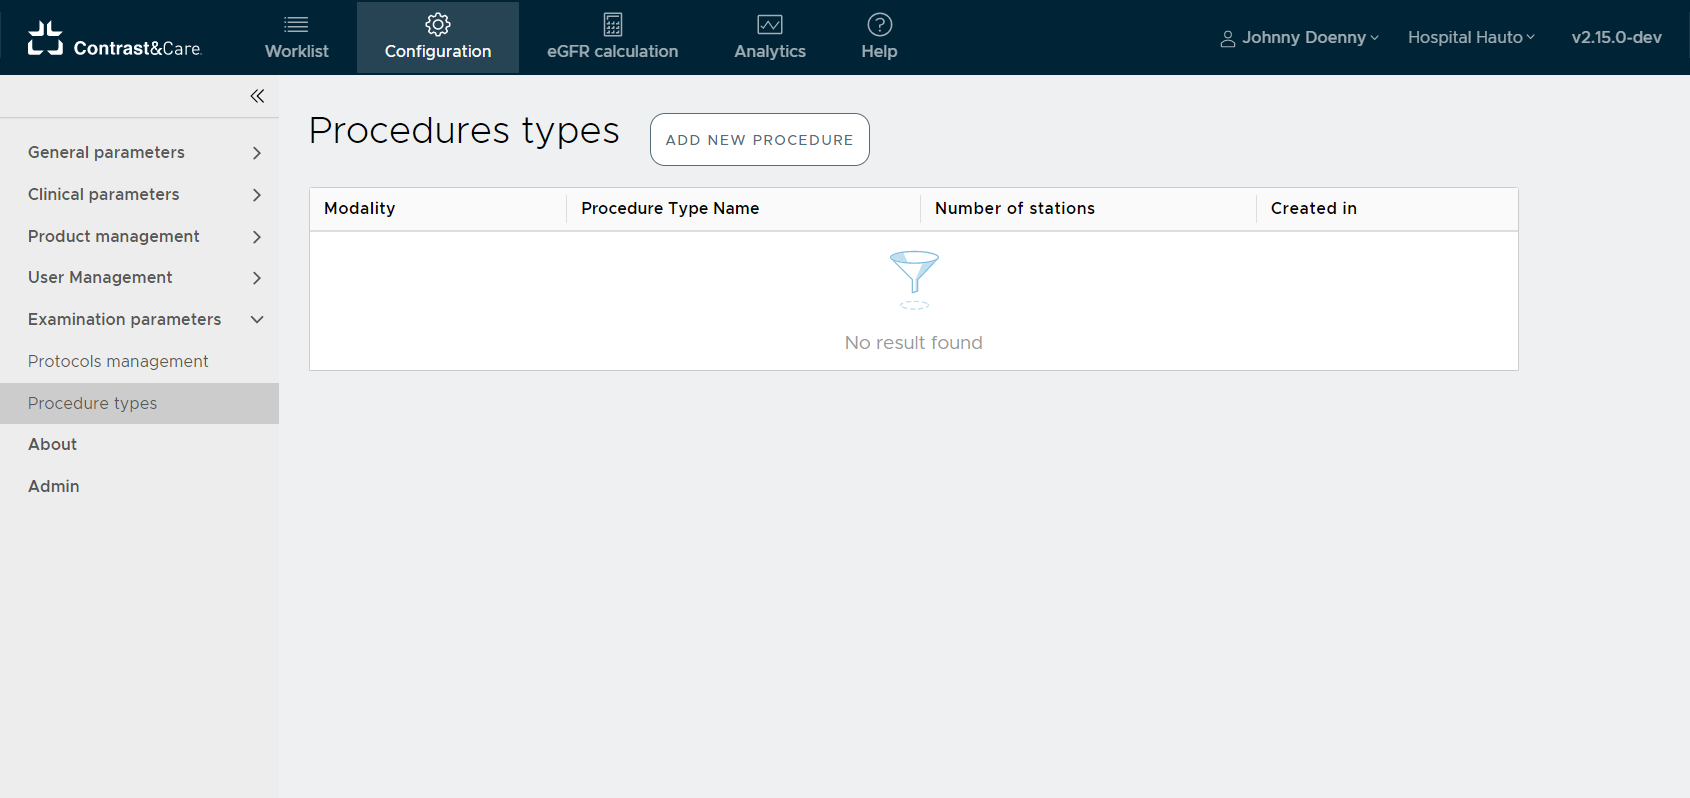 Contrast&Care
Worklist
Configuration
eGFR calculation
Analytics
Help
Johnny Doenny
Hospital Hauto
v2.15.0-dev
General parameters
Clinical parameters
Product management
User Management
Examination parameters
Protocols management
Procedure types
About
Admin
Procedures types
ADD NEW PROCEDURE
Modality
Procedure Type Name
Number of stations
Created in
No result found